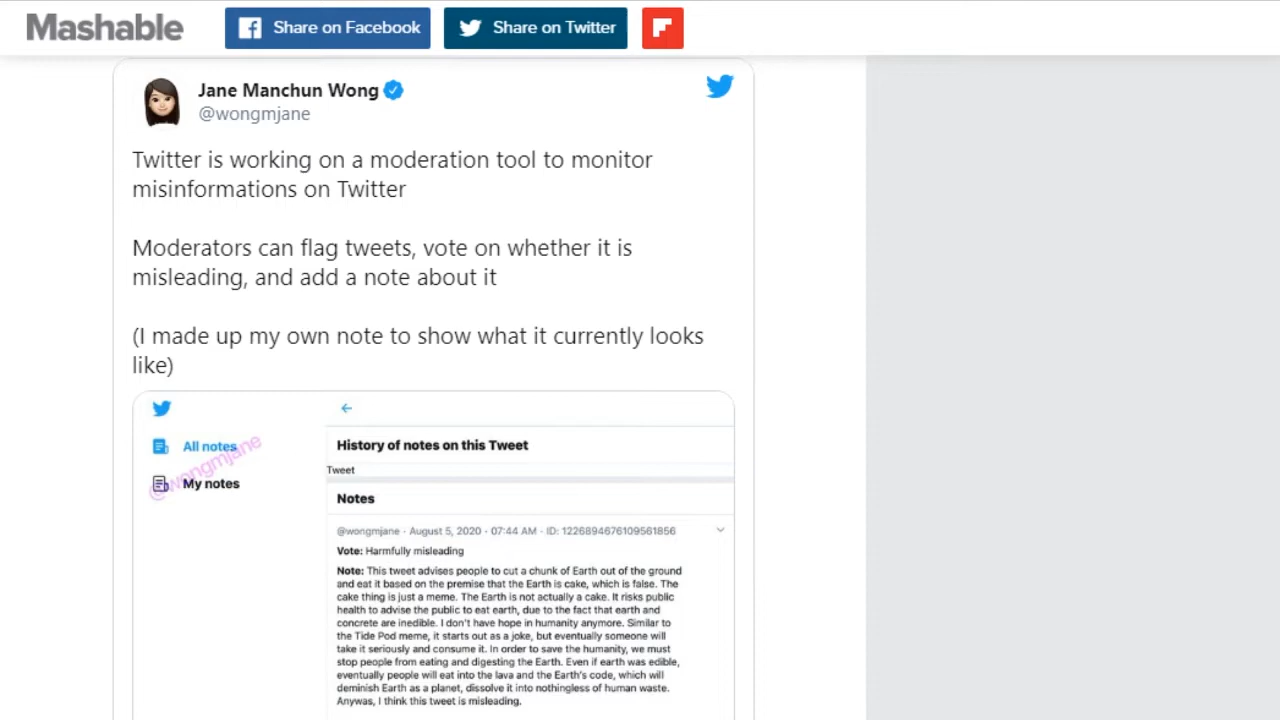 Mashable
Share on Facebook
Share on Twitter
Jane Manchun Wong
@wongmjane
Twitter is working on a moderation tool to monitor
misinformations on Twitter
Moderators can flag tweets, vote on whether it is
misleading, and add a note about it
(I made up my own note to show what it currently looks
like)
All notes
My notes
@wongmjane
History of notes on this Tweet
Tweet
Notes
@wongmjane · August 5, 2020 · 07:44 AM · ID: 1226894676109561856
Vote: Harmfully misleading
Note: This tweet advises people to cut a chunk of Earth out of the ground
and eat it based on the premise that the Earth is cake, which is false. The
cake thing is just a meme. The Earth is not actually a cake. It risks public
health to advise the public to eat earth, due to the fact that earth and
concrete are inedible. I don't have hope in humanity anymore. Similar to
the Tide Pod meme, it starts out as a joke, but eventually someone will
take it seriously and consume it. In order to save the humanity, we must
stop people from eating and digesting the Earth. Even if earth was edible,
eventually people will eat into the lava and the Earth's code, which will
deminish Earth as a planet, dissolve it into nothingless of human waste.
Anywas, I think this tweet is misleading.